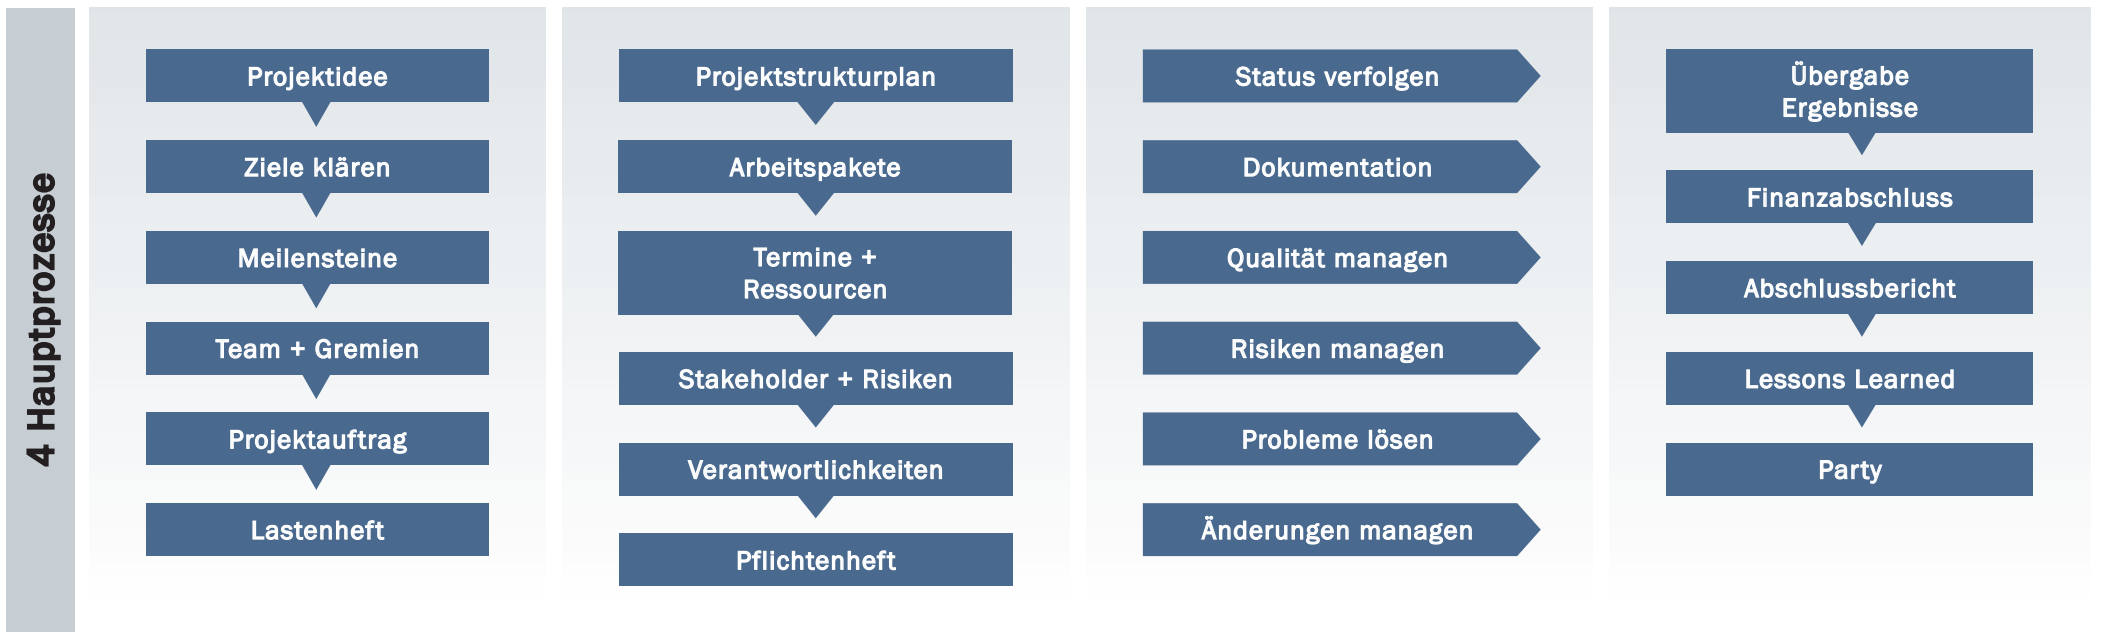 4 Hauptprozesse
Projektidee
Ziele klären
Meilensteine
Team + Gremien
Projektauftrag
Lastenheft
Projektstrukturplan
Arbeitspakete
Termine +
Ressourcen
Stakeholder + Risiken
Verantwortlichkeiten
Pflichtenheft
Status verfolgen
Dokumentation
Qualität managen
Risiken managen
Probleme lösen
Änderungen managen
Übergabe
Ergebnisse
Finanzabschluss
Abschlussbericht
Lessons Learned
Party